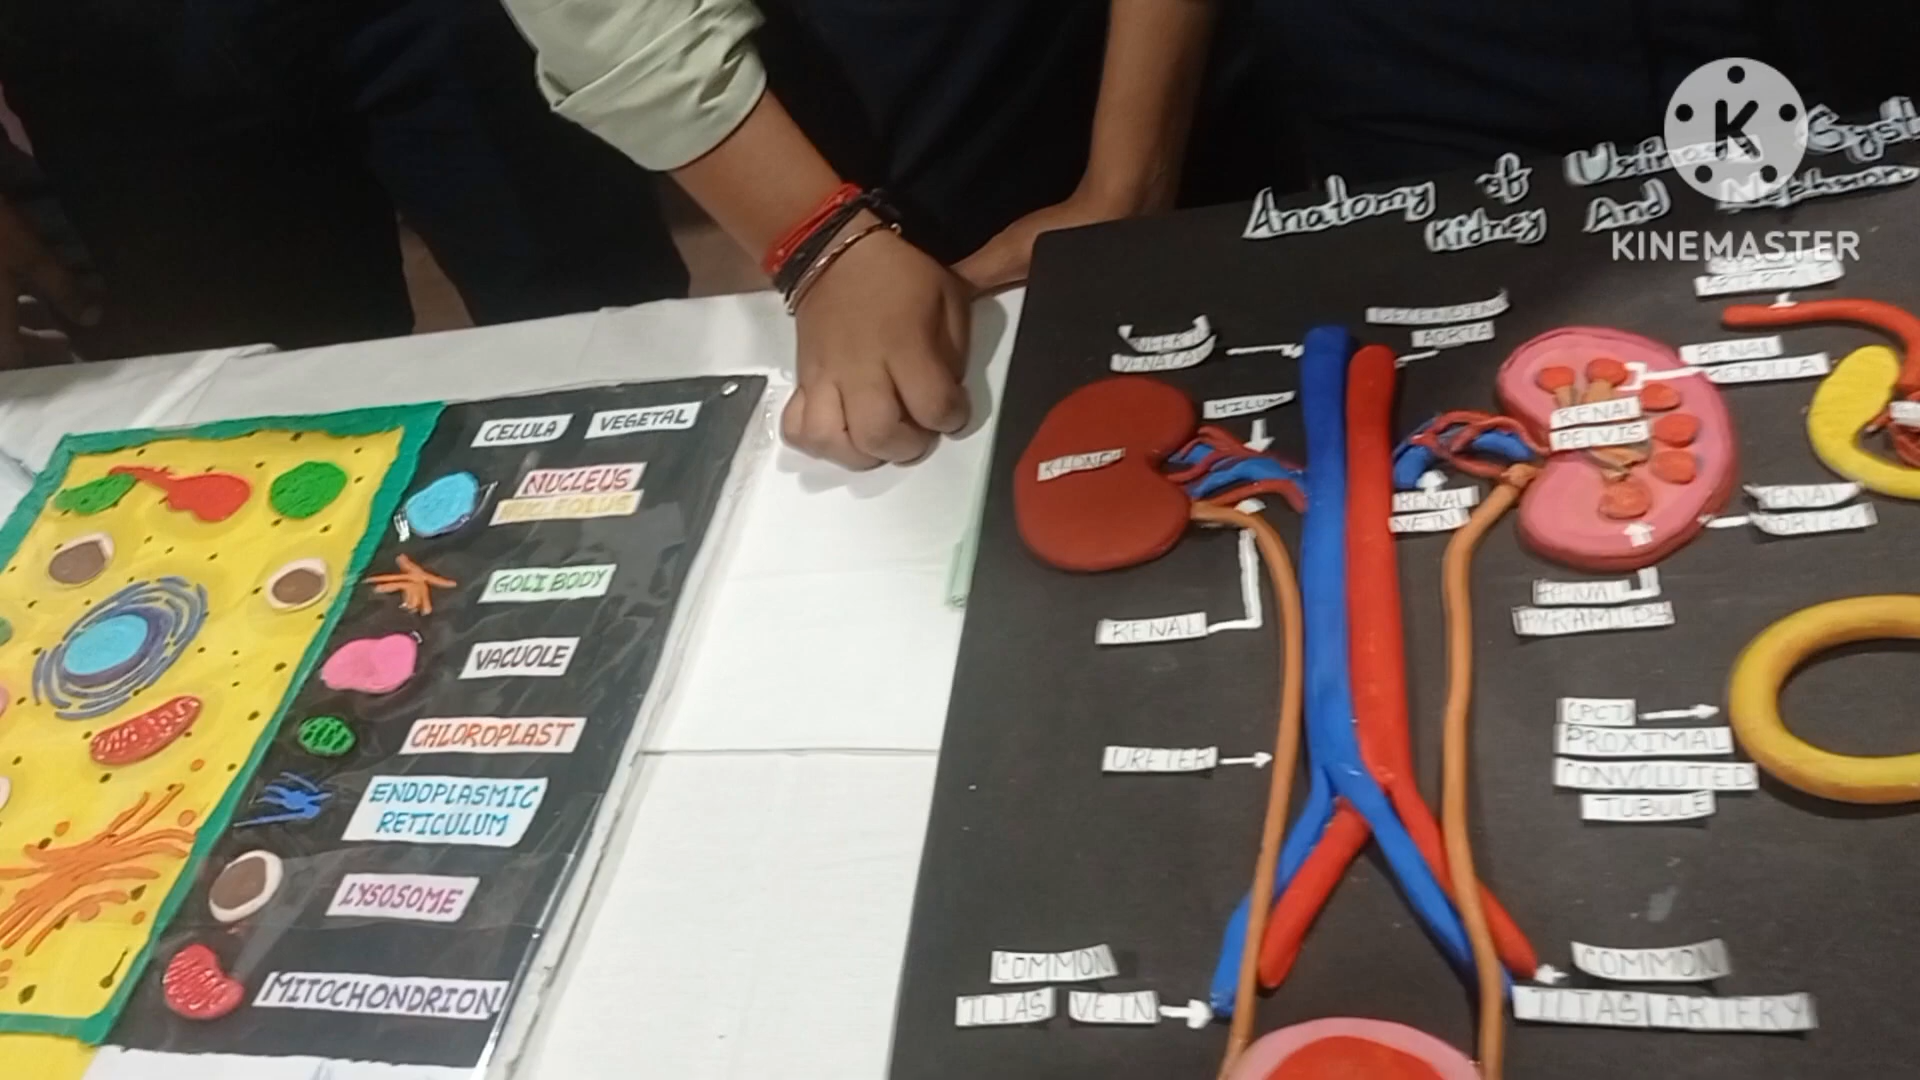 CELULA VEGETAL
NUCLEUS
NUCLEOLUS
GOLI BODY
VACUOLE
CHLOROPLAST
ENDOPLASMIC
RETICULUM
LYSOSOME
MITOCHONDRION
Anatomy of
Kidney And Nephron
KINEMASTER
AORTA
HILUM
KIDNEY
RENAL
MEDULLA
RENAL
PELVIS
RENAL
VEIN
RENAL
CORTEX
RENAL
RENAL
URETER
(PCT)
PROXIMAL
CONVOLUTED
TUBULE
COMMON
ILIAS VEIN
COMMON
ILIAS ARTERY